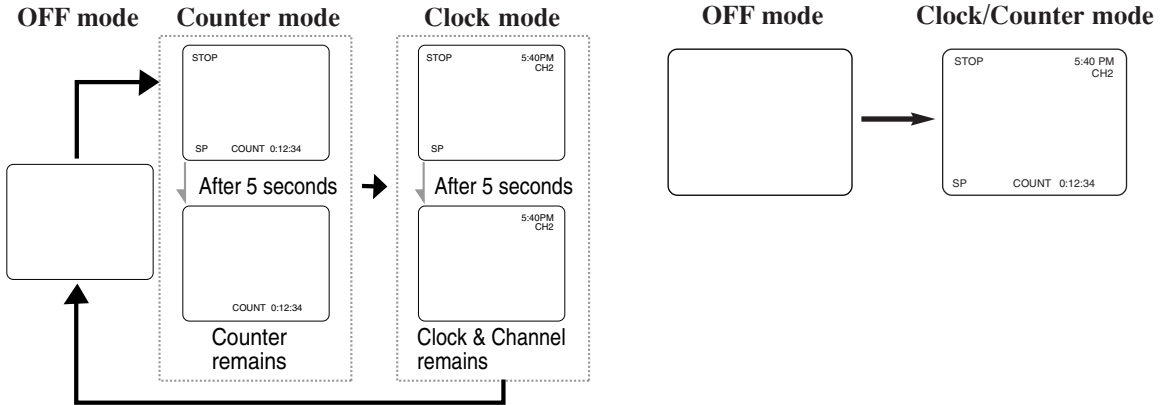 OFF mode
Counter mode
Clock mode
STOP
SP COUNT 0:12:34
After 5 seconds
COUNT 0:12:34
Counter
remains
STOP 5:40PM
CH2
SP
After 5 seconds
5:40PM
CH2
Clock & Channel
remains
OFF mode
Clock/Counter mode
STOP 5:40 PM
CH2
SP COUNT 0:12:34